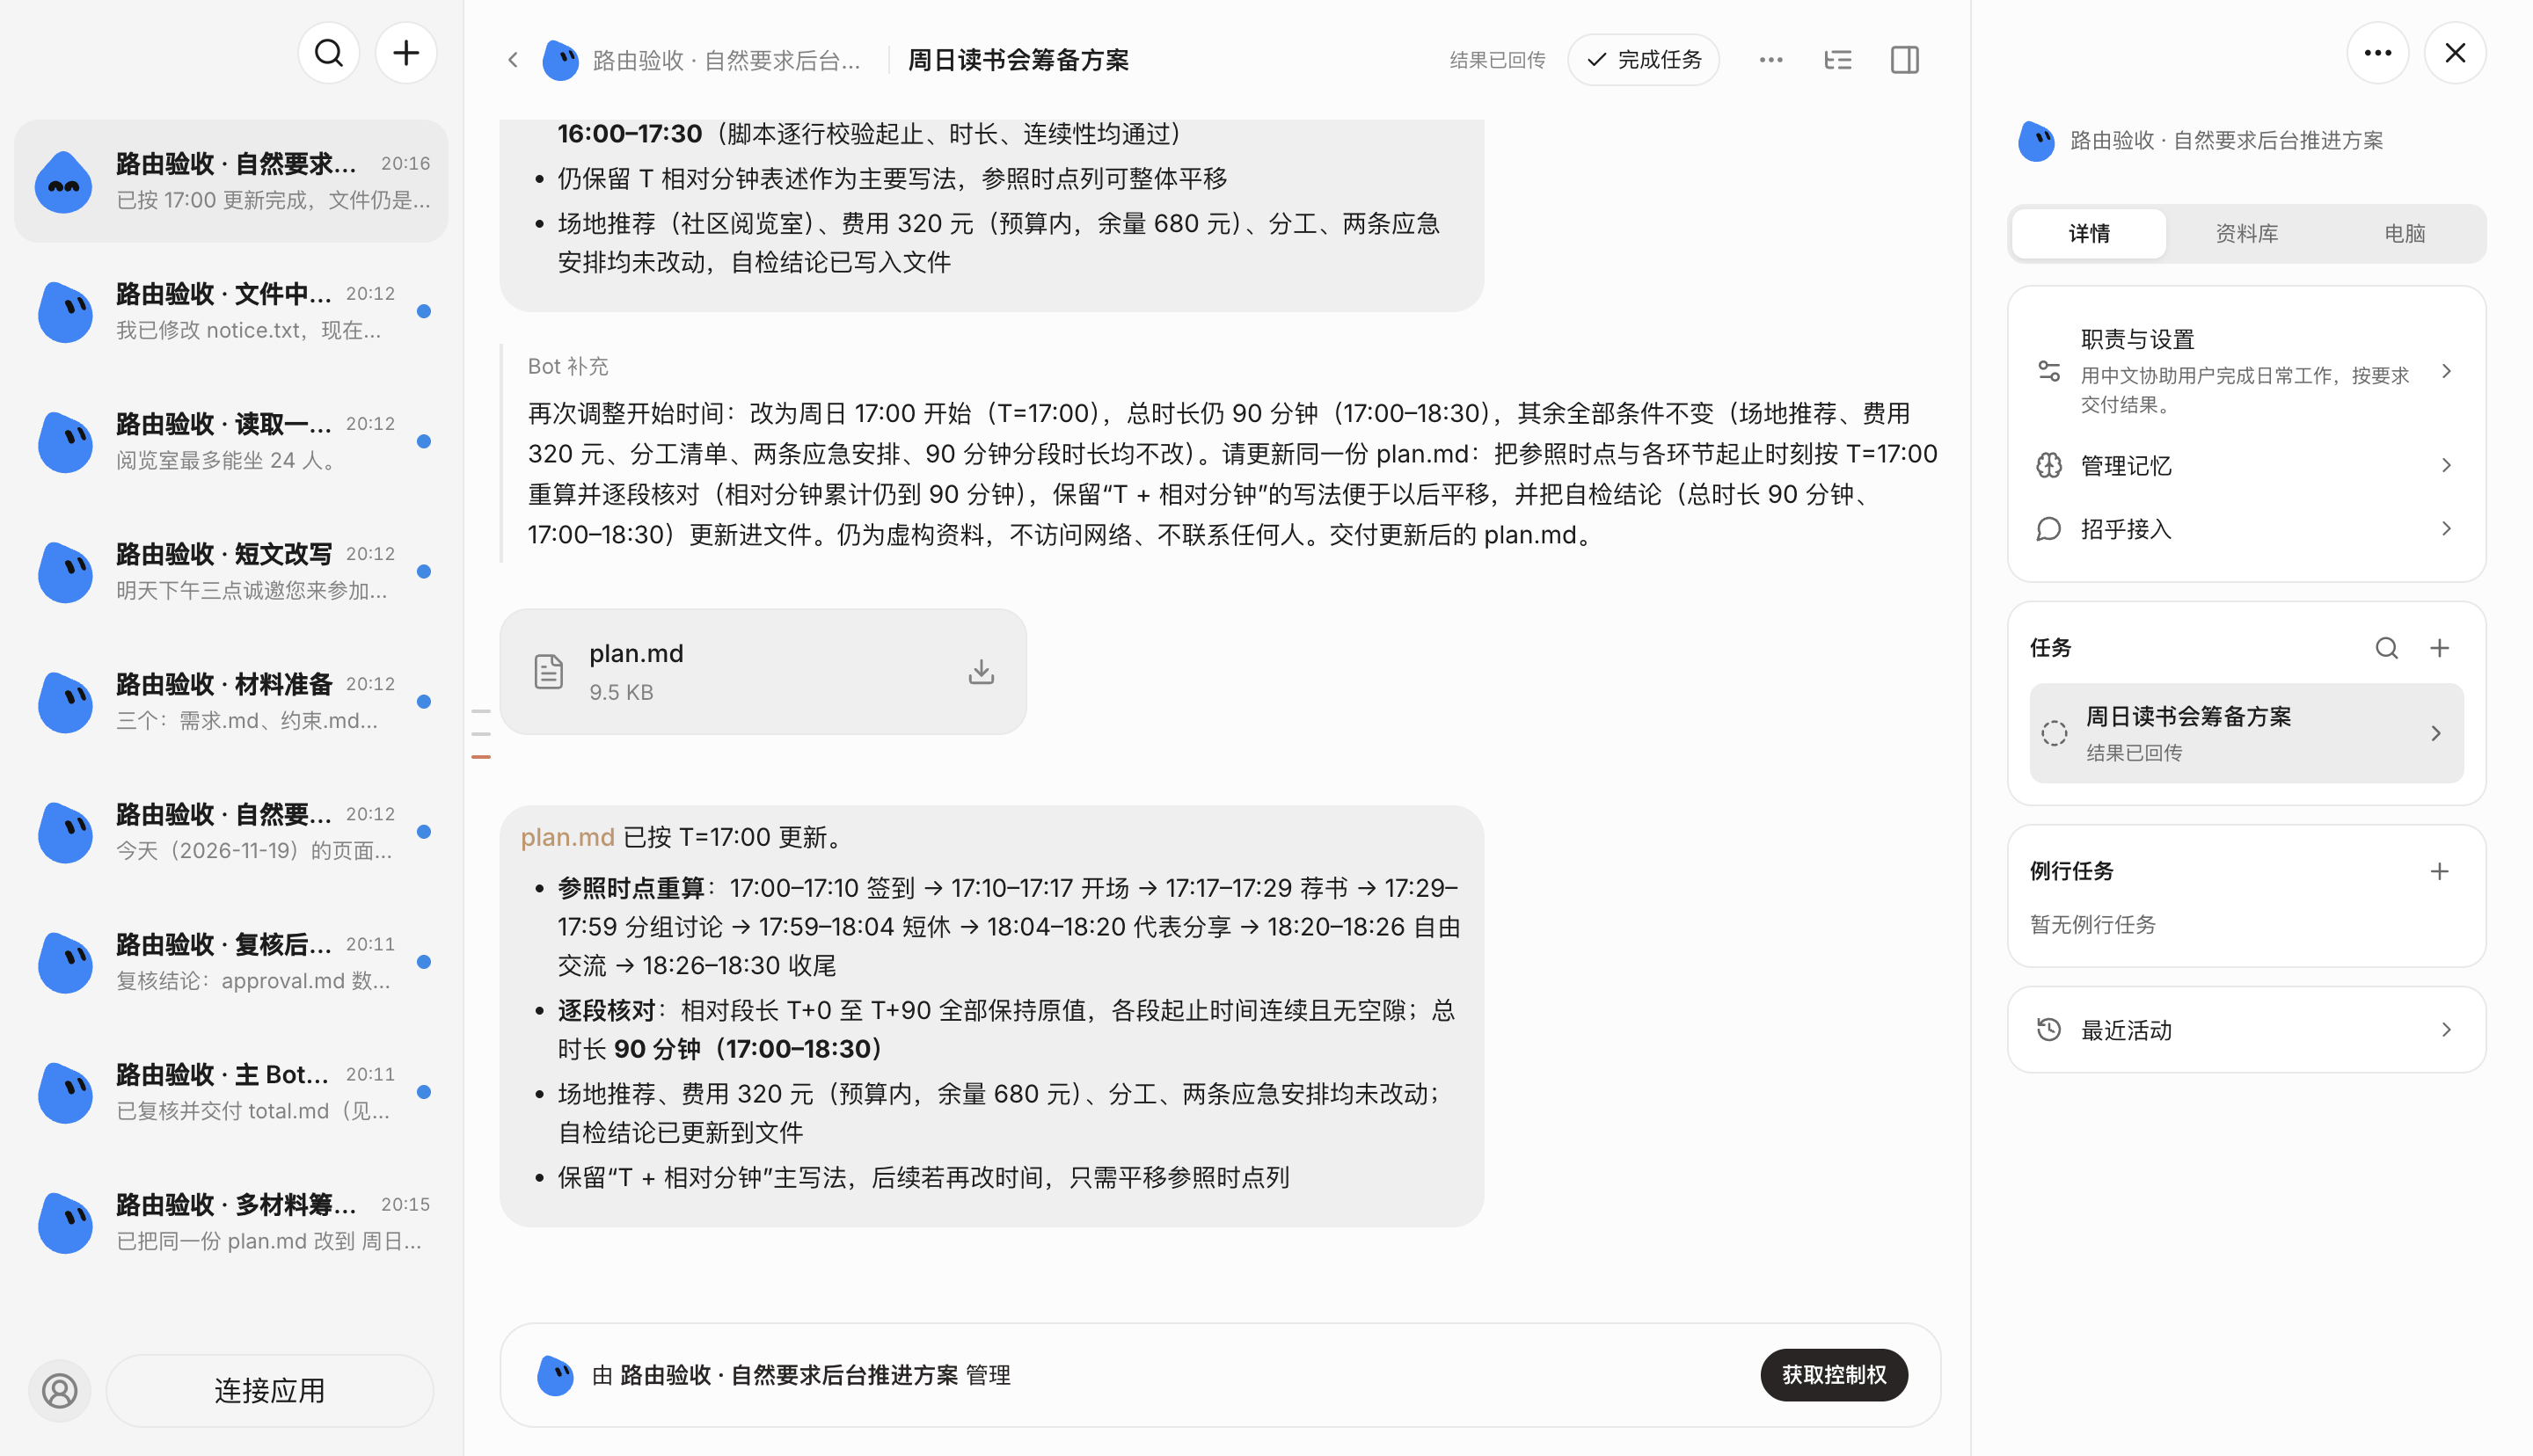 路由验收 · 自然要求... 20:16
已按 17:00 更新完成，文件仍是...
路由验收 · 文件中... 20:12
我已修改 notice.txt，现在...
路由验收 · 读取一... 20:12
阅览室最多能坐 24 人。
路由验收 · 短文改写 20:12
明天下午三点诚邀您来参加...
路由验收 · 材料准备 20:12
三个：需求.md、约束.md...
路由验收 · 自然要... 20:12
今天（2026-11-19）的页面...
路由验收 · 复核后... 20:11
复核结论：approval.md 数...
路由验收 · 主 Bot... 20:11
已复核并交付 total.md（见...
路由验收 · 多材料筹... 20:15
已把同一份 plan.md 改到 周日...
连接应用
路由验收 · 自然要求后台... 周日读书会筹备方案 结果已回传 完成任务
16:00–17:30（脚本逐行校验起止、时长、连续性均通过）
• 仍保留 T 相对分钟表述作为主要写法，参照时点列可整体平移
• 场地推荐（社区阅览室）、费用 320 元（预算内，余量 680 元）、分工、两条应急
安排均未改动，自检结论已写入文件
Bot 补充
再次调整开始时间：改为周日 17:00 开始（T=17:00），总时长仍 90 分钟（17:00–18:30），其余全部条件不变（场地推荐、费用
320 元、分工清单、两条应急安排、90 分钟分段时长均不改）。请更新同一份 plan.md：把参照时点与各环节起止时刻按 T=17:00
重算并逐段核对（相对分钟累计仍到 90 分钟），保留“T + 相对分钟”的写法便于以后平移，并把自检结论（总时长 90 分钟、
17:00–18:30）更新进文件。仍为虚构资料，不访问网络、不联系任何人。交付更新后的 plan.md。
plan.md
9.5 KB
plan.md 已按 T=17:00 更新。
• 参照时点重算：17:00–17:10 签到 → 17:10–17:17 开场 → 17:17–17:29 荐书 → 17:29–
17:59 分组讨论 → 17:59–18:04 短休 → 18:04–18:20 代表分享 → 18:20–18:26 自由
交流 → 18:26–18:30 收尾
• 逐段核对：相对段长 T+0 至 T+90 全部保持原值，各段起止时间连续且无空隙；总
时长 90 分钟（17:00–18:30）
• 场地推荐、费用 320 元（预算内，余量 680 元）、分工、两条应急安排均未改动；
自检结论已更新到文件
• 保留“T + 相对分钟”主写法，后续若再改时间，只需平移参照时点列
由 路由验收 · 自然要求后台推进方案 管理 获取控制权
路由验收 · 自然要求后台推进方案
详情 资料库 电脑
职责与设置
用中文协助用户完成日常工作，按要求
交付结果。
管理记忆
招乎接入
任务
周日读书会筹备方案
结果已回传
例行任务
暂无例行任务
最近活动